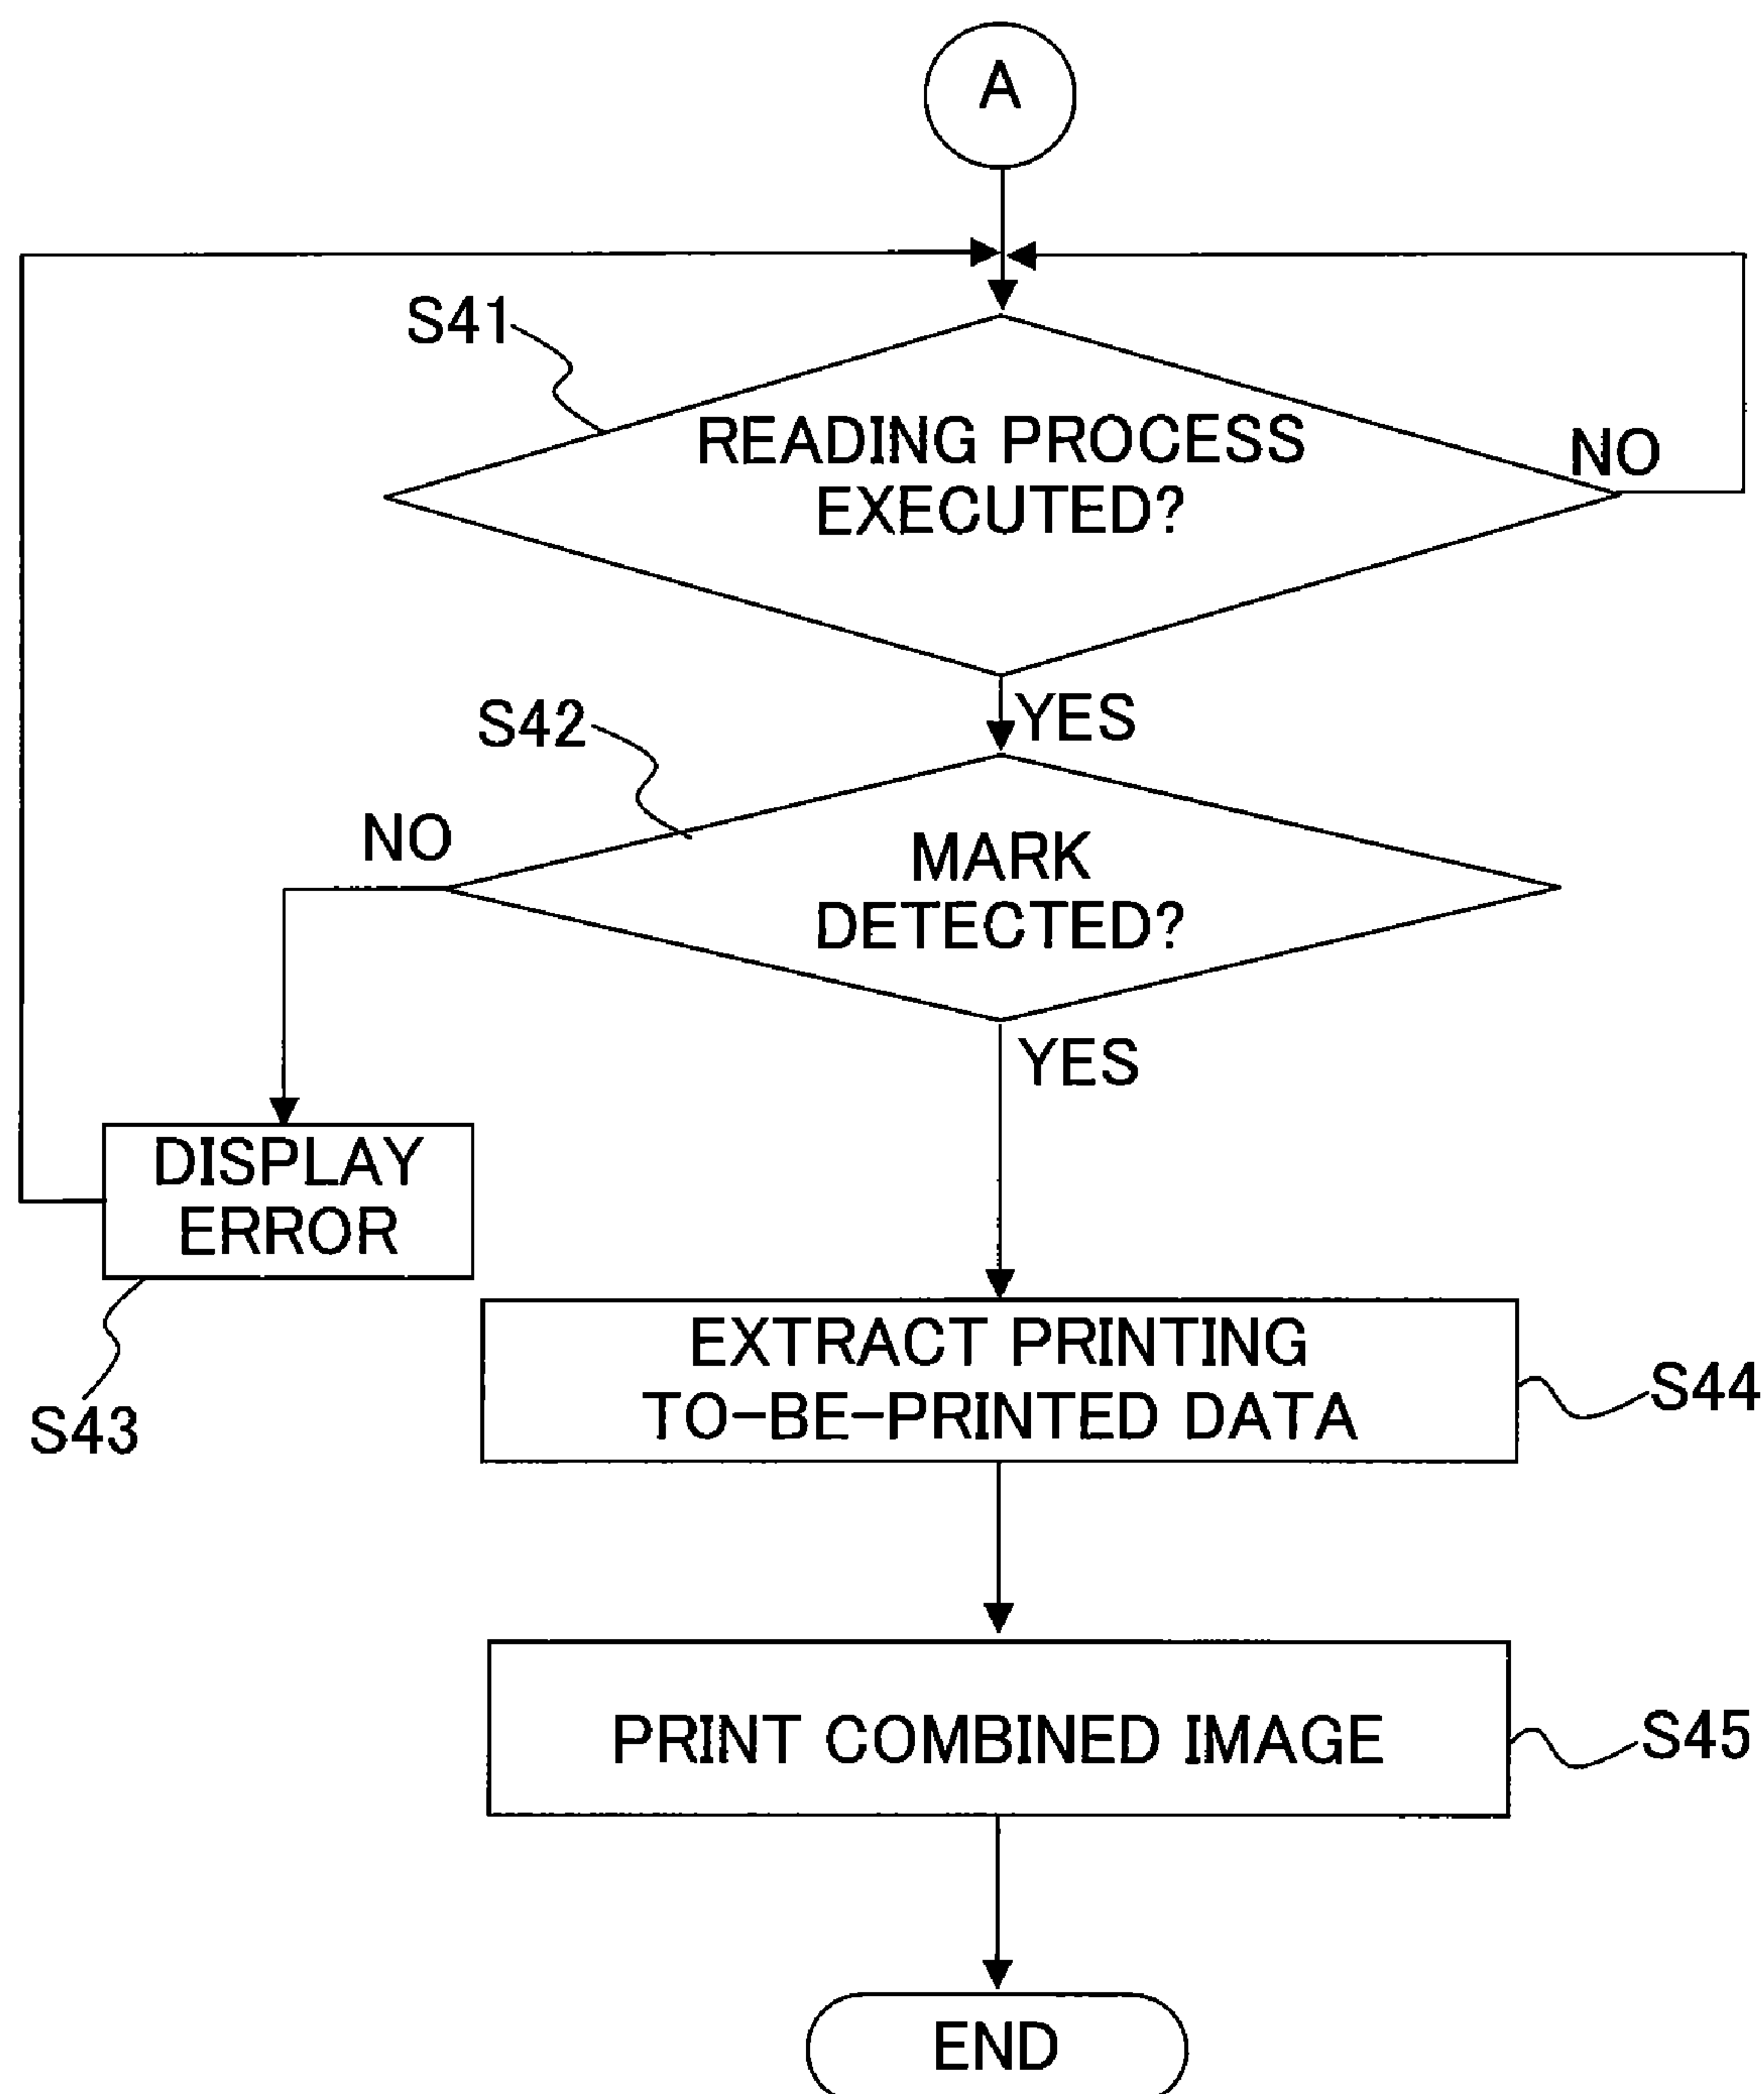 A
S41
READING PROCESS
EXECUTED?
NO
YES
S42
NO
MARK
DETECTED?
YES
DISPLAY
ERROR
S43
EXTRACT PRINTING
TO-BE-PRINTED DATA
S44
PRINT COMBINED IMAGE
S45
END